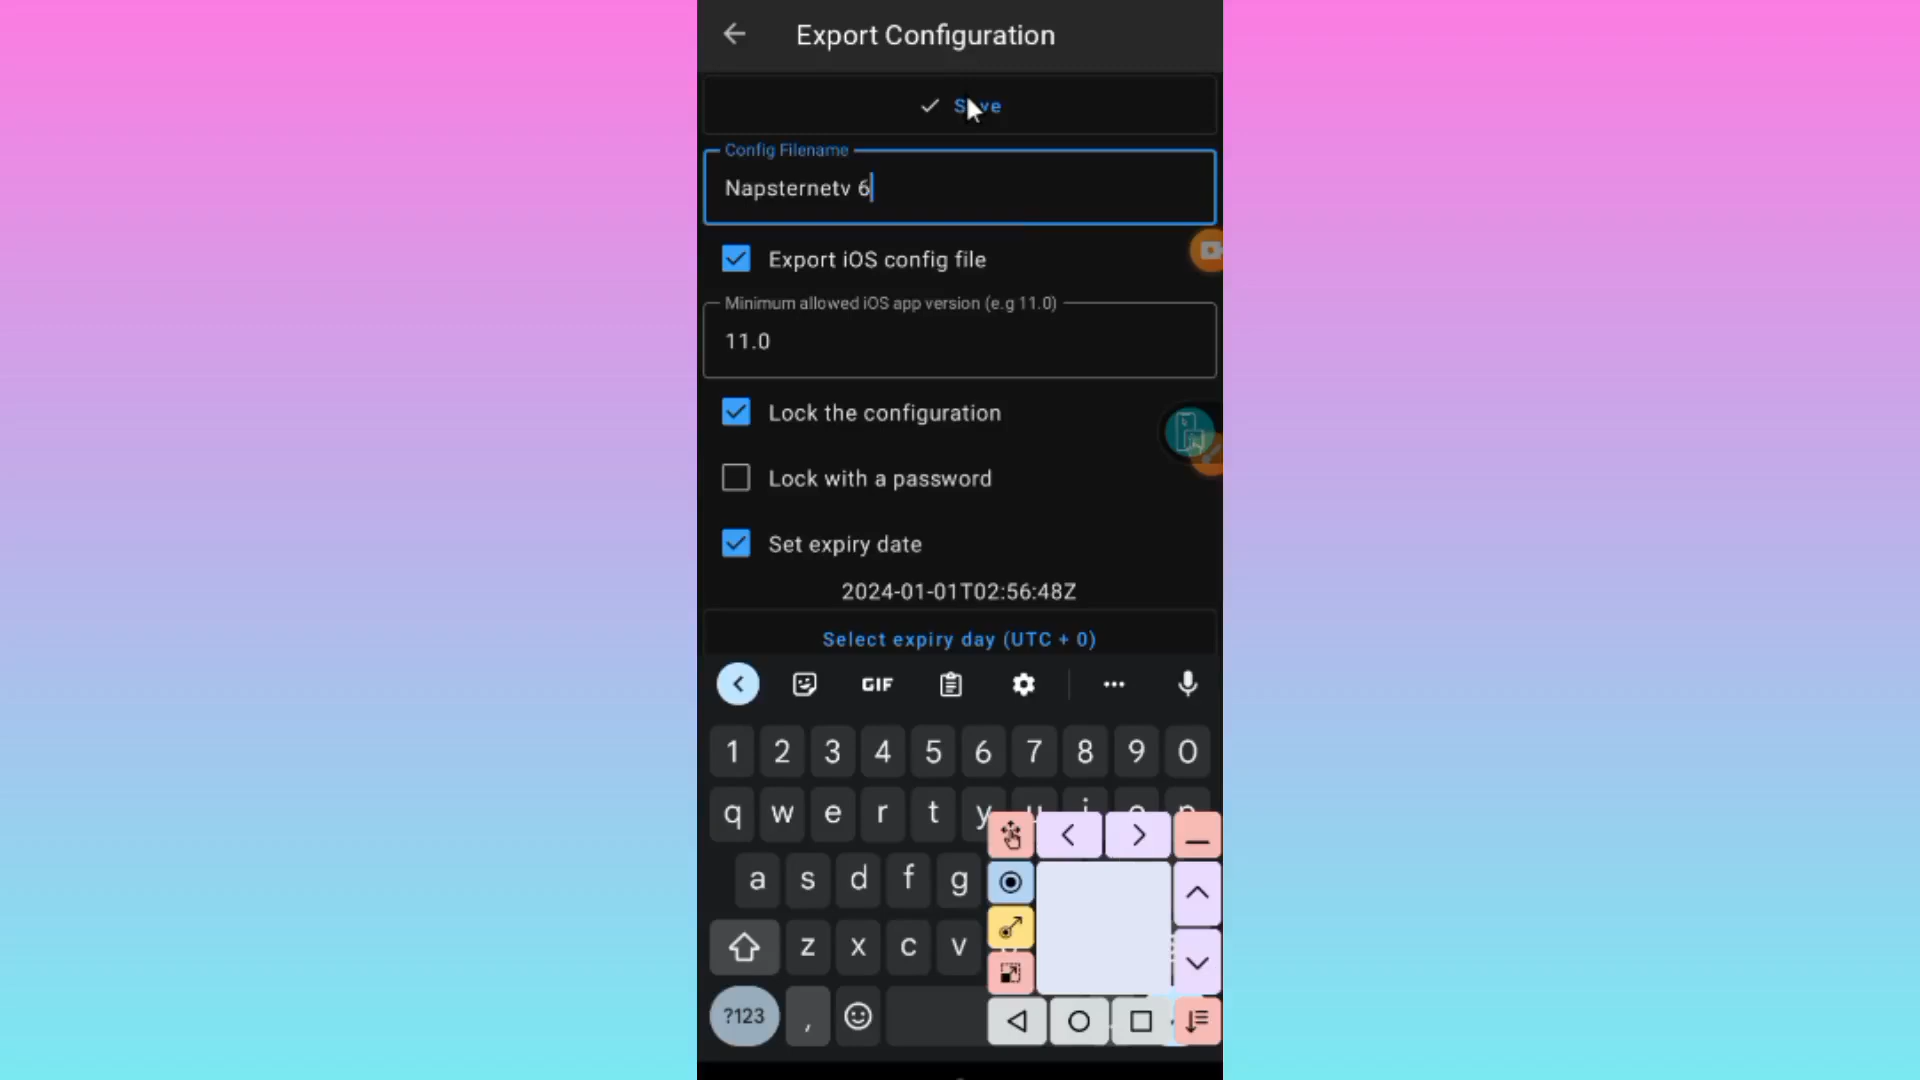 Export Configuration
Save
Config Filename
Napsternetv 6
Export iOS config file
Minimum allowed iOS app version (e.g 11.0)
11.0
Lock the configuration
Lock with a password
Set expiry date
2024-01-01T02:56:48Z
Select expiry day (UTC + 0)
GIF
1 2 3 4 5 6 7 8 9 0
q w e r t y u i o p
a s d f g
z x c v
?123 ,